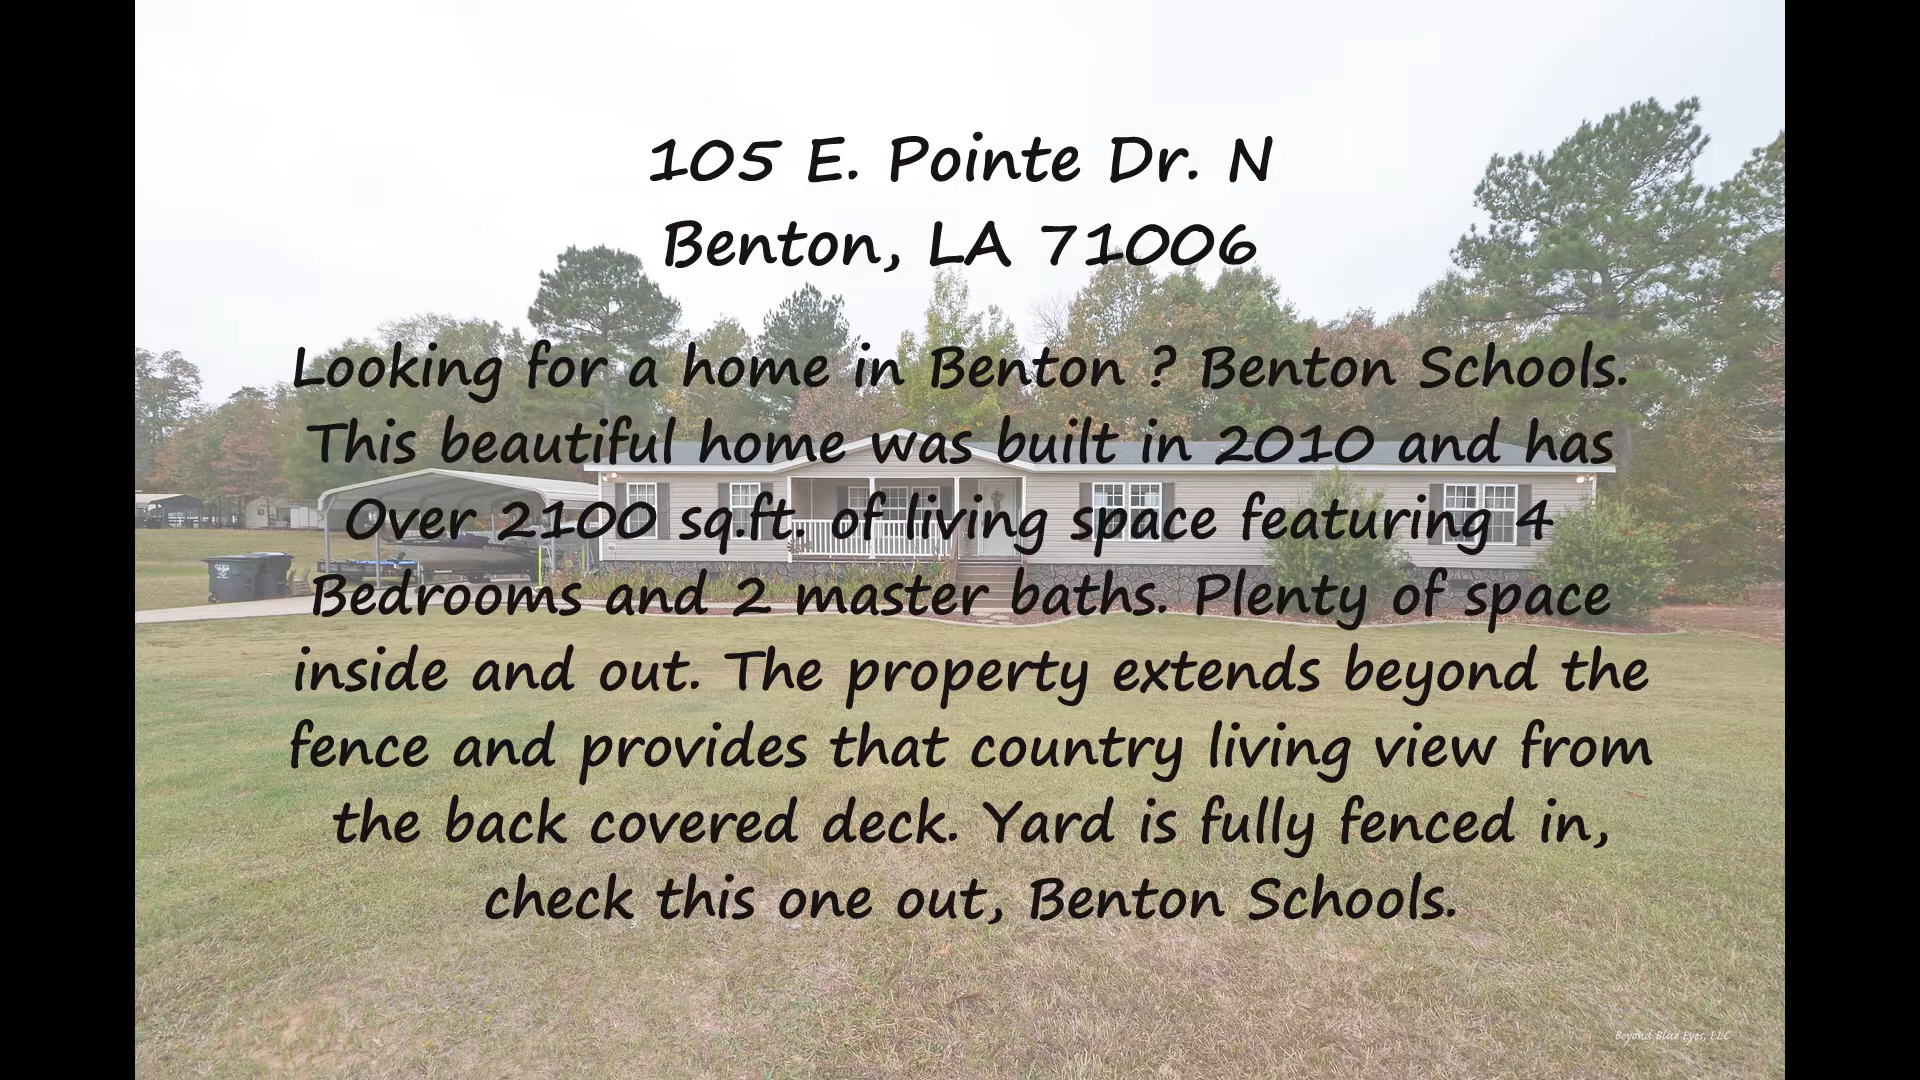 105 E. Pointe Dr. N
Benton, LA 71006
Looking for a home in Benton ? Benton Schools.
This beautiful home was built in 2010 and has
Over 2100 sq.ft. of living space featuring 4
Bedrooms and 2 master baths. Plenty of space
inside and out. The property extends beyond the
fence and provides that country living view from
the back covered deck. Yard is fully fenced in,
check this one out, Benton Schools.
Beyond Blue Eyes, LLC